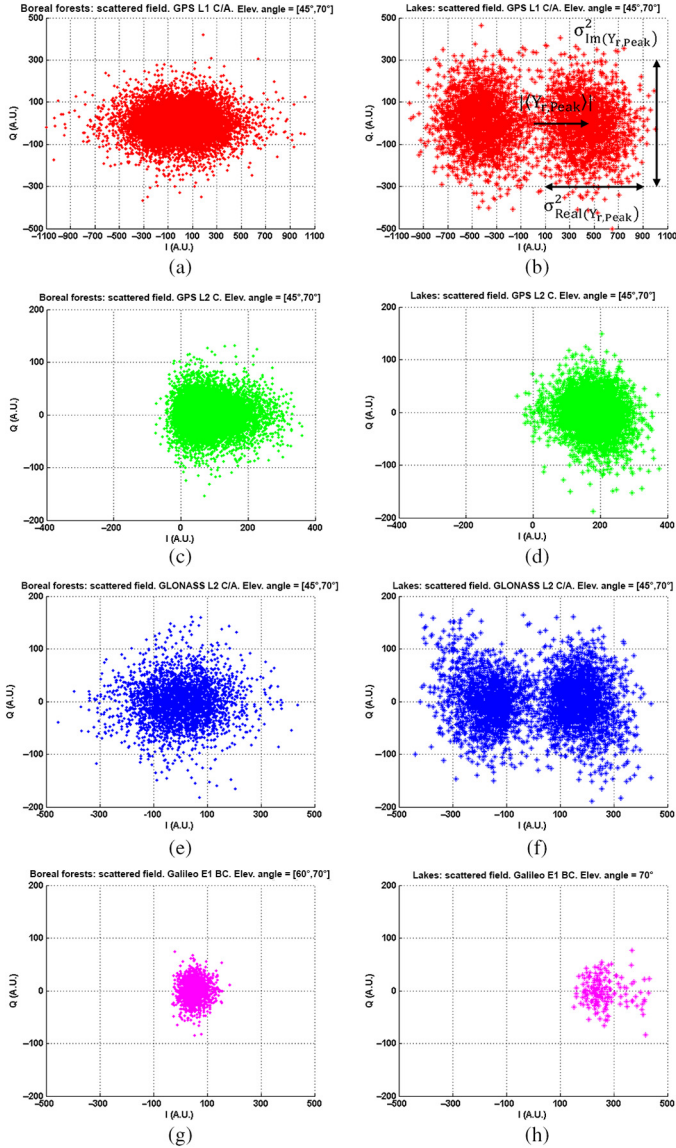 Boreal forests: scattered field. GPS L1 C/A. Elev. angle = [45°,70°]
500
300
100
−100
−300
−500
Q (A.U.)
−1100 −900 −700 −500 −300 −100 100 300 500 700 900 1100
I (A.U.)
(a)
Lakes: scattered field. GPS L1 C/A. Elev. angle = [45°,70°]
500
300
100
−100
−300
−500
Q (A.U.)
σ²Im(Yr,Peak)
|⟨Yr,Peak⟩|
σ²Real(Yr,Peak)
−1100 −900 −700 −500 −300 −100 100 300 500 700 900 1100
I (A.U.)
(b)
Boreal forests: scattered field. GPS L2 C. Elev. angle = [45°,70°]
200
100
0
−100
−200
Q (A.U.)
−400 −200 0 200 400
I (A.U.)
(c)
Lakes: scattered field. GPS L2 C. Elev. angle = [45°,70°]
200
100
0
−100
−200
Q (A.U.)
−400 −200 0 200 400
I (A.U.)
(d)
Boreal forests: scattered field. GLONASS L2 C/A. Elev. angle = [45°,70°]
200
100
0
−100
−200
Q (A.U.)
−500 −300 −100 100 300 500
I (A.U.)
(e)
Lakes: scattered field. GLONASS L2 C/A. Elev. angle = [45°,70°]
200
100
0
−100
−200
Q (A.U.)
−500 −300 −100 100 300 500
I (A.U.)
(f)
Boreal forests: scattered field. Galileo E1 BC. Elev. angle = [60°,70°]
200
100
0
−100
−200
Q (A.U.)
−500 −300 −100 100 300 500
I (A.U.)
(g)
Lakes: scattered field. Galileo E1 BC. Elev. angle = 70°
200
100
0
−100
−200
Q (A.U.)
−500 −300 −100 100 300 500
I (A.U.)
(h)